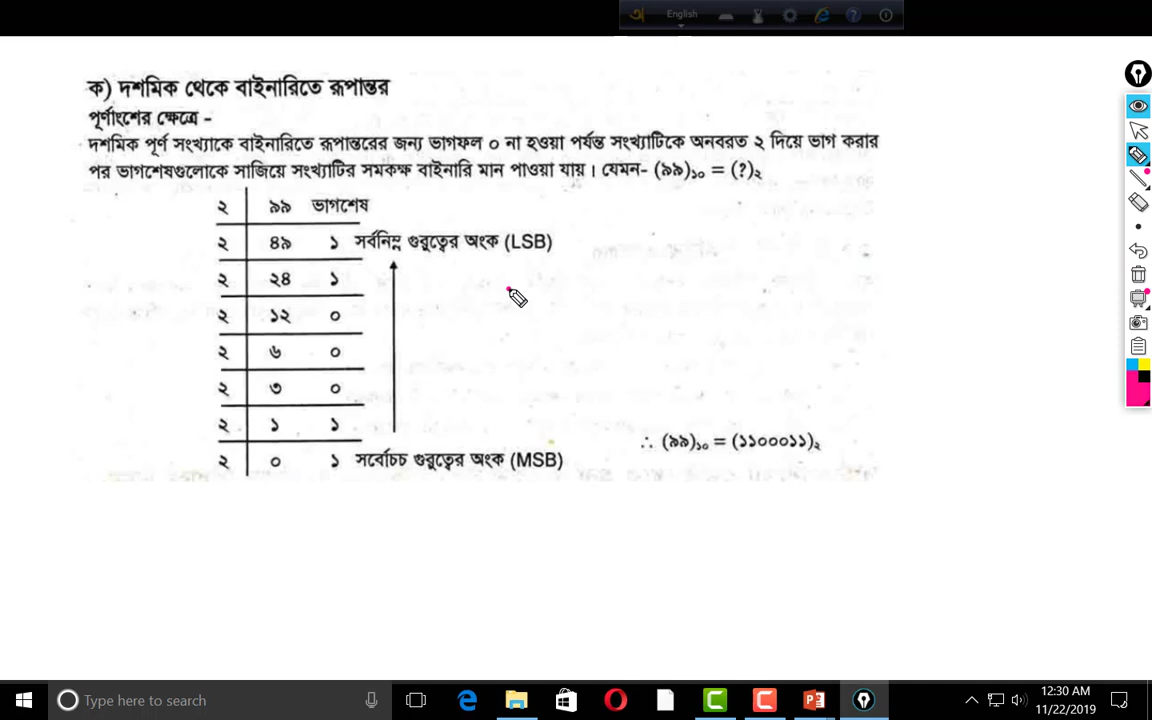 English
ক) দশমিক থেকে বাইনারিতে রূপান্তর
পূর্ণাংশের ক্ষেত্রে -
দশমিক পূর্ণ সংখ্যাকে বাইনারিতে রূপান্তরের জন্য ভাগফল ০ না হওয়া পর্যন্ত সংখ্যাটিকে অনবরত ২ দিয়ে ভাগ করার
পর ভাগশেষগুলোকে সাজিয়ে সংখ্যাটির সমকক্ষ বাইনারি মান পাওয়া যায়। যেমন- (৯৯)₁₀ = (?)₂
২ ৯৯ ভাগশেষ
২ ৪৯ ১ সর্বনিম্ন গুরুত্বের অংক (LSB)
২ ২৪ ১
২ ১২ ০
২ ৬ ০
২ ৩ ০
২ ১ ১
২ ০ ১ সর্বোচচ গুরুত্বের অংক (MSB)
∴ (৯৯)₁₀ = (১১০০০১১)₂
Type here to search
12:30 AM
11/22/2019